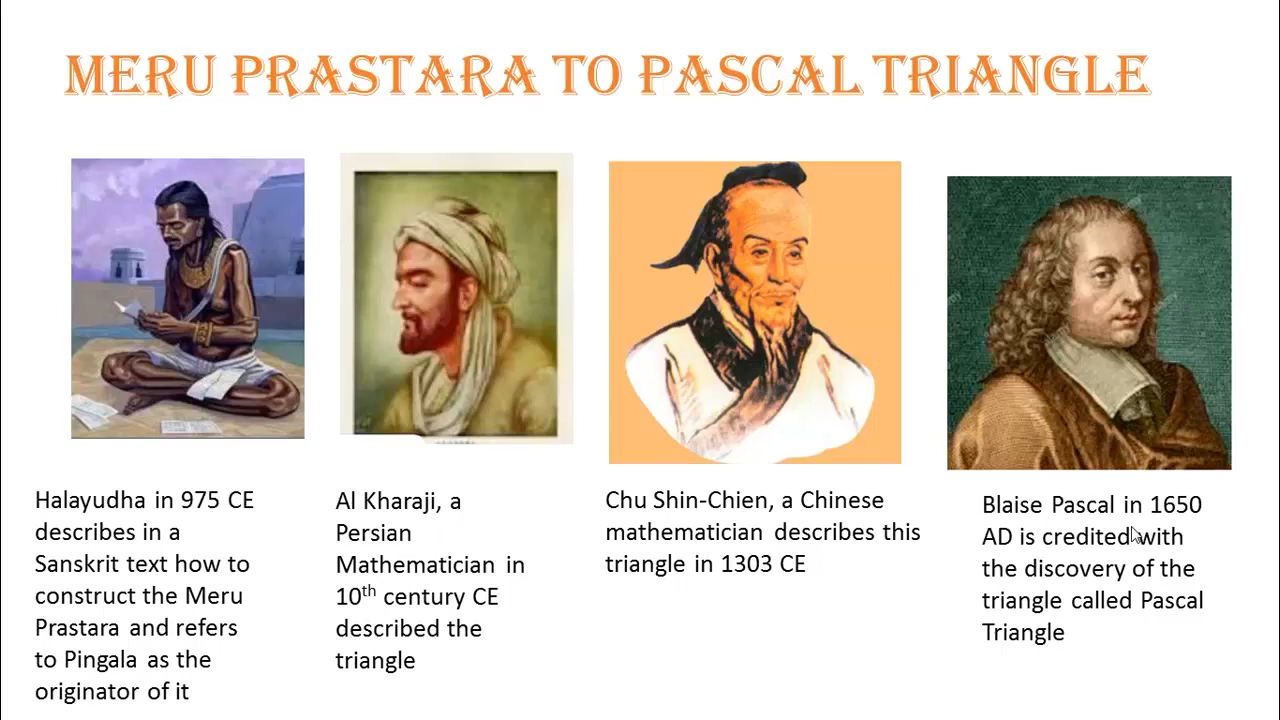 MERU PRASTARA TO PASCAL TRIANGLE
Halayudha in 975 CE
describes in a
Sanskrit text how to
construct the Meru
Prastara and refers
to Pingala as the
originator of it
Al Kharaji, a
Persian
Mathematician in
10th century CE
described the
triangle
Chu Shin-Chien, a Chinese
mathematician describes this
triangle in 1303 CE
Blaise Pascal in 1650
AD is credited with
the discovery of the
triangle called Pascal
Triangle